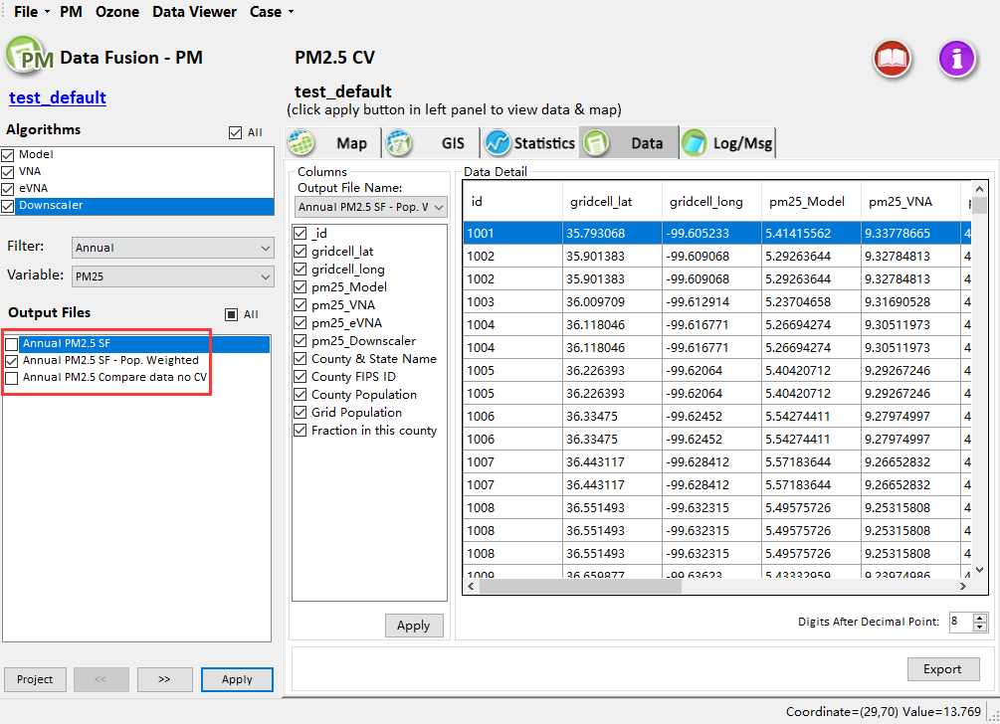 File PM Ozone Data Viewer Case
PM Data Fusion - PM
test_default
Algorithms All
Model
VNA
eVNA
Downscaler
Filter: Annual
Variable: PM25
Output Files All
Annual PM2.5 SF
Annual PM2.5 SF - Pop. Weighted
Annual PM2.5 Compare data no CV
Project << >> Apply
PM2.5 CV
test_default
(click apply button in left panel to view data & map)
Map GIS Statistics Data Log/Msg
Columns
Output File Name:
Annual PM2.5 SF - Pop. V
_id
gridcell_lat
gridcell_long
pm25_Model
pm25_VNA
pm25_eVNA
pm25_Downscaler
County & State Name
County FIPS ID
County Population
Grid Population
Fraction in this county
Apply
Data Detail
id gridcell_lat gridcell_long pm25_Model pm25_VNA
1001 35.793068 -99.605233 5.41415562 9.33778665 4
1002 35.901383 -99.609068 5.29263644 9.32784813 4
1002 35.901383 -99.609068 5.29263644 9.32784813 4
1003 36.009709 -99.612914 5.23704658 9.31690528 4
1004 36.118046 -99.616771 5.26694274 9.30511973 4
1004 36.118046 -99.616771 5.26694274 9.30511973 4
1005 36.226393 -99.62064 5.40420712 9.29267246 4
1005 36.226393 -99.62064 5.40420712 9.29267246 4
1006 36.33475 -99.62452 5.54274411 9.27974997 4
1006 36.33475 -99.62452 5.54274411 9.27974997 4
1007 36.443117 -99.628412 5.57183644 9.26652832 4
1007 36.443117 -99.628412 5.57183644 9.26652832 4
1008 36.551493 -99.632315 5.49575726 9.25315808 4
1008 36.551493 -99.632315 5.49575726 9.25315808 4
1008 36.551493 -99.632315 5.49575726 9.25315808 4
1009 36.659877 -99.63623 5.43332959 9.23974986 4
Digits After Decimal Point: 8
Export
Coordinate=(29,70) Value=13.769